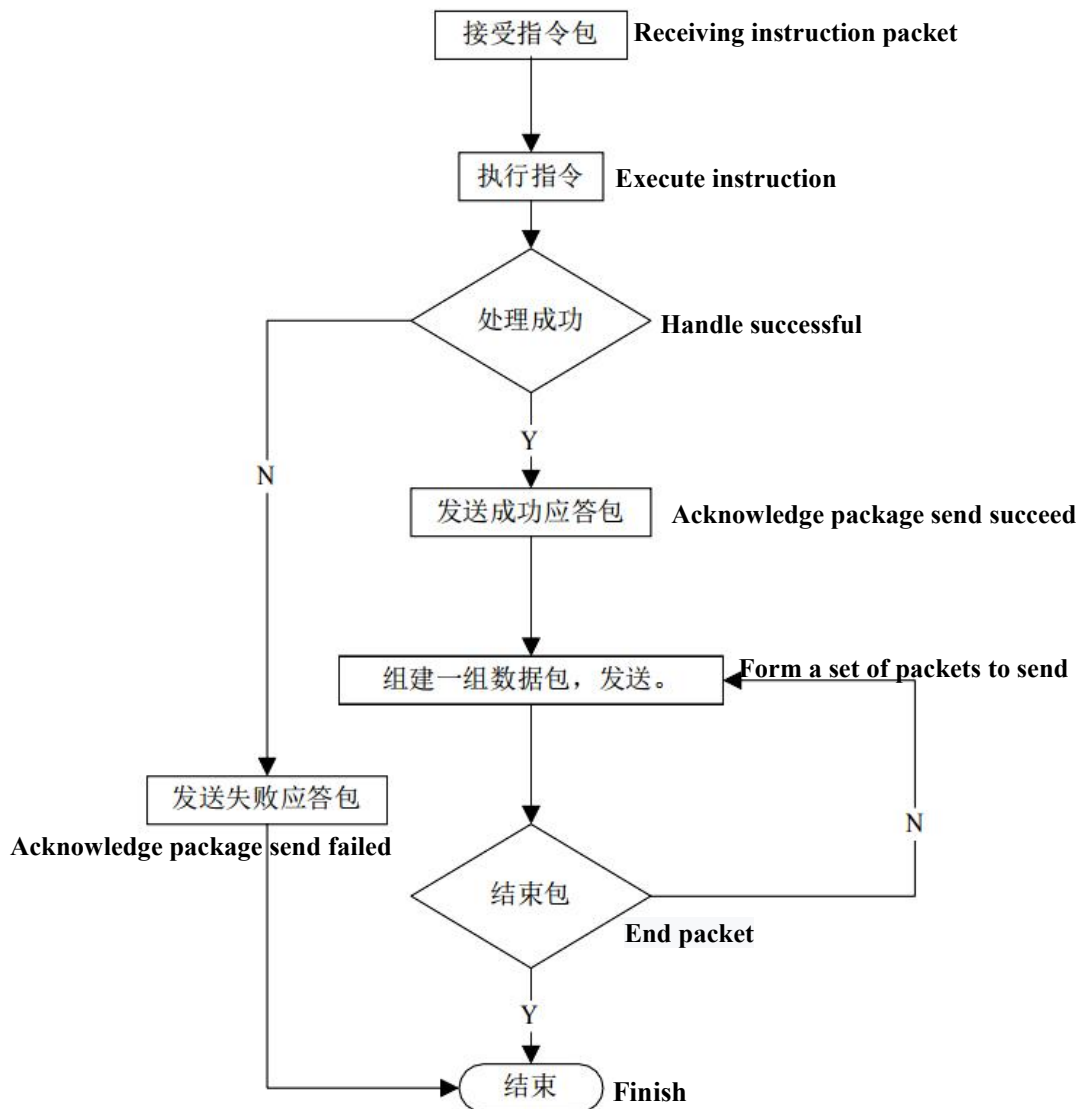 接受指令包
Receiving instruction packet
执行指令
Execute instruction
处理成功
Handle successful
N
Y
发送成功应答包
Acknowledge package send succeed
组建一组数据包，发送。
Form a set of packets to send
发送失败应答包
Acknowledge package send failed
N
结束包
End packet
Y
结束
Finish